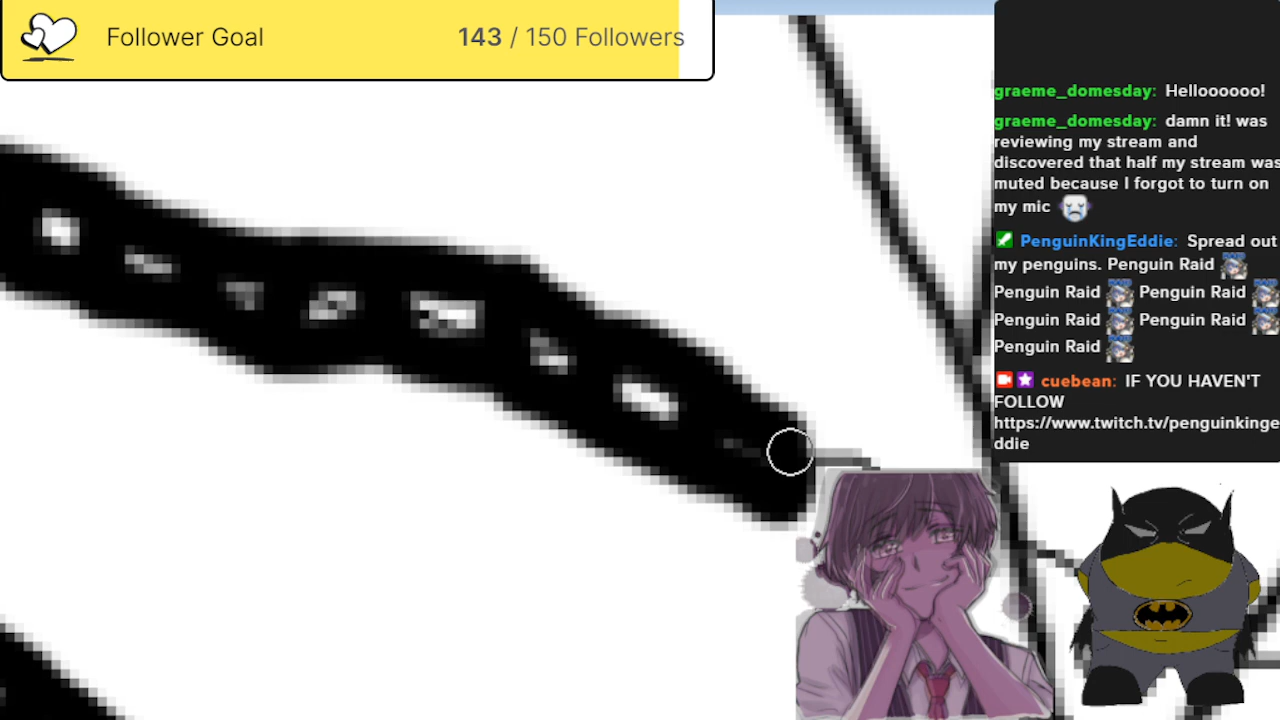 Follower Goal
143 / 150 Followers
graeme_domesday: Helloooooo!
graeme_domesday: damn it! was
reviewing my stream and
discovered that half my stream was
muted because I forgot to turn on
my mic
PenguinKingEddie: Spread out
my penguins. Penguin Raid
Penguin Raid Penguin Raid
Penguin Raid Penguin Raid
Penguin Raid
cuebean: IF YOU HAVEN'T
FOLLOW
https://www.twitch.tv/penguinkinge
ddie